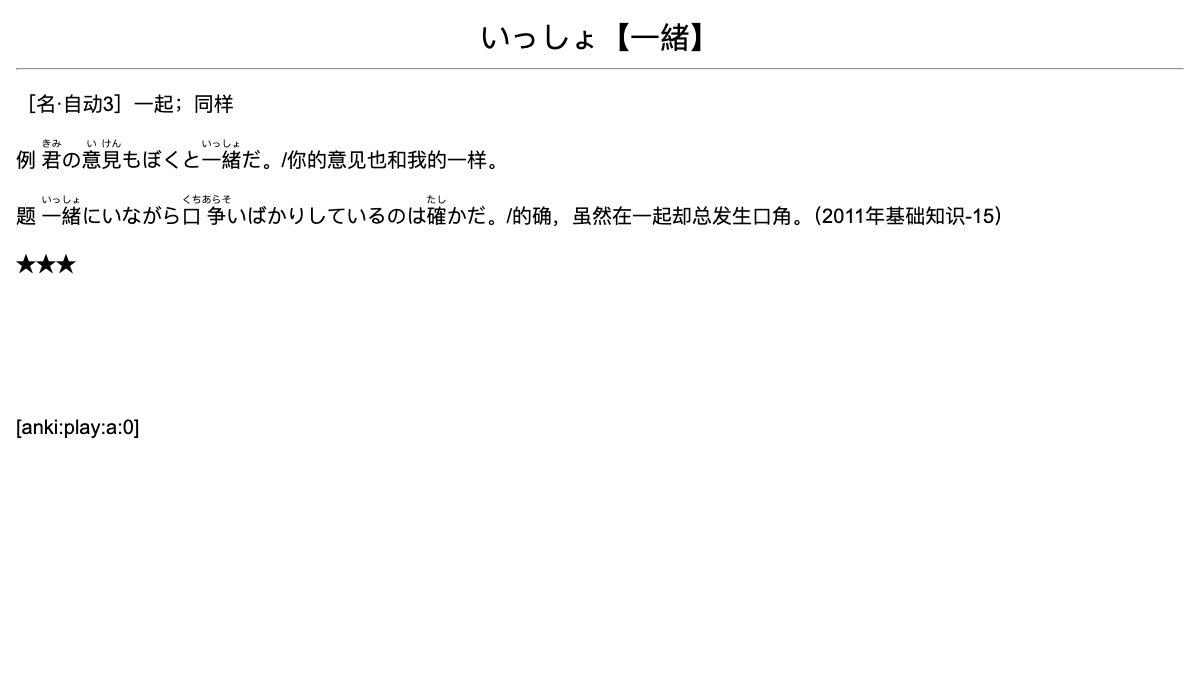 いっしょ【一緒】
［名·自动3］一起；同样
例 君きみの意い見けんもぼくと一緒いっしょだ。/你的意见也和我的一样。
题 一緒いっしょにいながら口争くちあらそいばかりしているのは確たしかだ。/的确，虽然在一起却总发生口角。（2011年基础知识-15）
★★★
[anki:play:a:0]